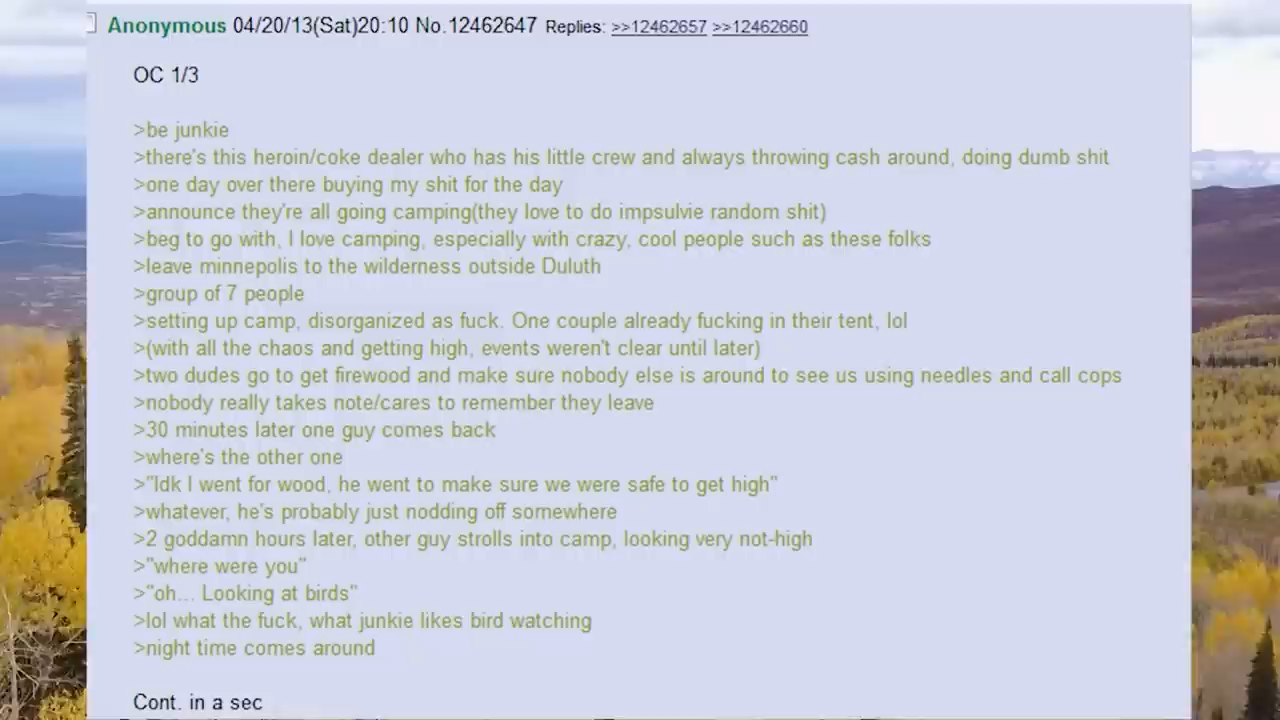 Anonymous 04/20/13(Sat)20:10 No.12462647 Replies: >>12462657 >>12462660
OC 1/3
>be junkie
>there's this heroin/coke dealer who has his little crew and always throwing cash around, doing dumb shit
>one day over there buying my shit for the day
>announce they're all going camping(they love to do impsulvie random shit)
>beg to go with, I love camping, especially with crazy, cool people such as these folks
>leave minnepolis to the wilderness outside Duluth
>group of 7 people
>setting up camp, disorganized as fuck. One couple already fucking in their tent, lol
>(with all the chaos and getting high, events weren't clear until later)
>two dudes go to get firewood and make sure nobody else is around to see us using needles and call cops
>nobody really takes note/cares to remember they leave
>30 minutes later one guy comes back
>where's the other one
>"Idk I went for wood, he went to make sure we were safe to get high"
>whatever, he's probably just nodding off somewhere
>2 goddamn hours later, other guy strolls into camp, looking very not-high
>"where were you"
>"oh... Looking at birds"
>lol what the fuck, what junkie likes bird watching
>night time comes around
Cont. in a sec